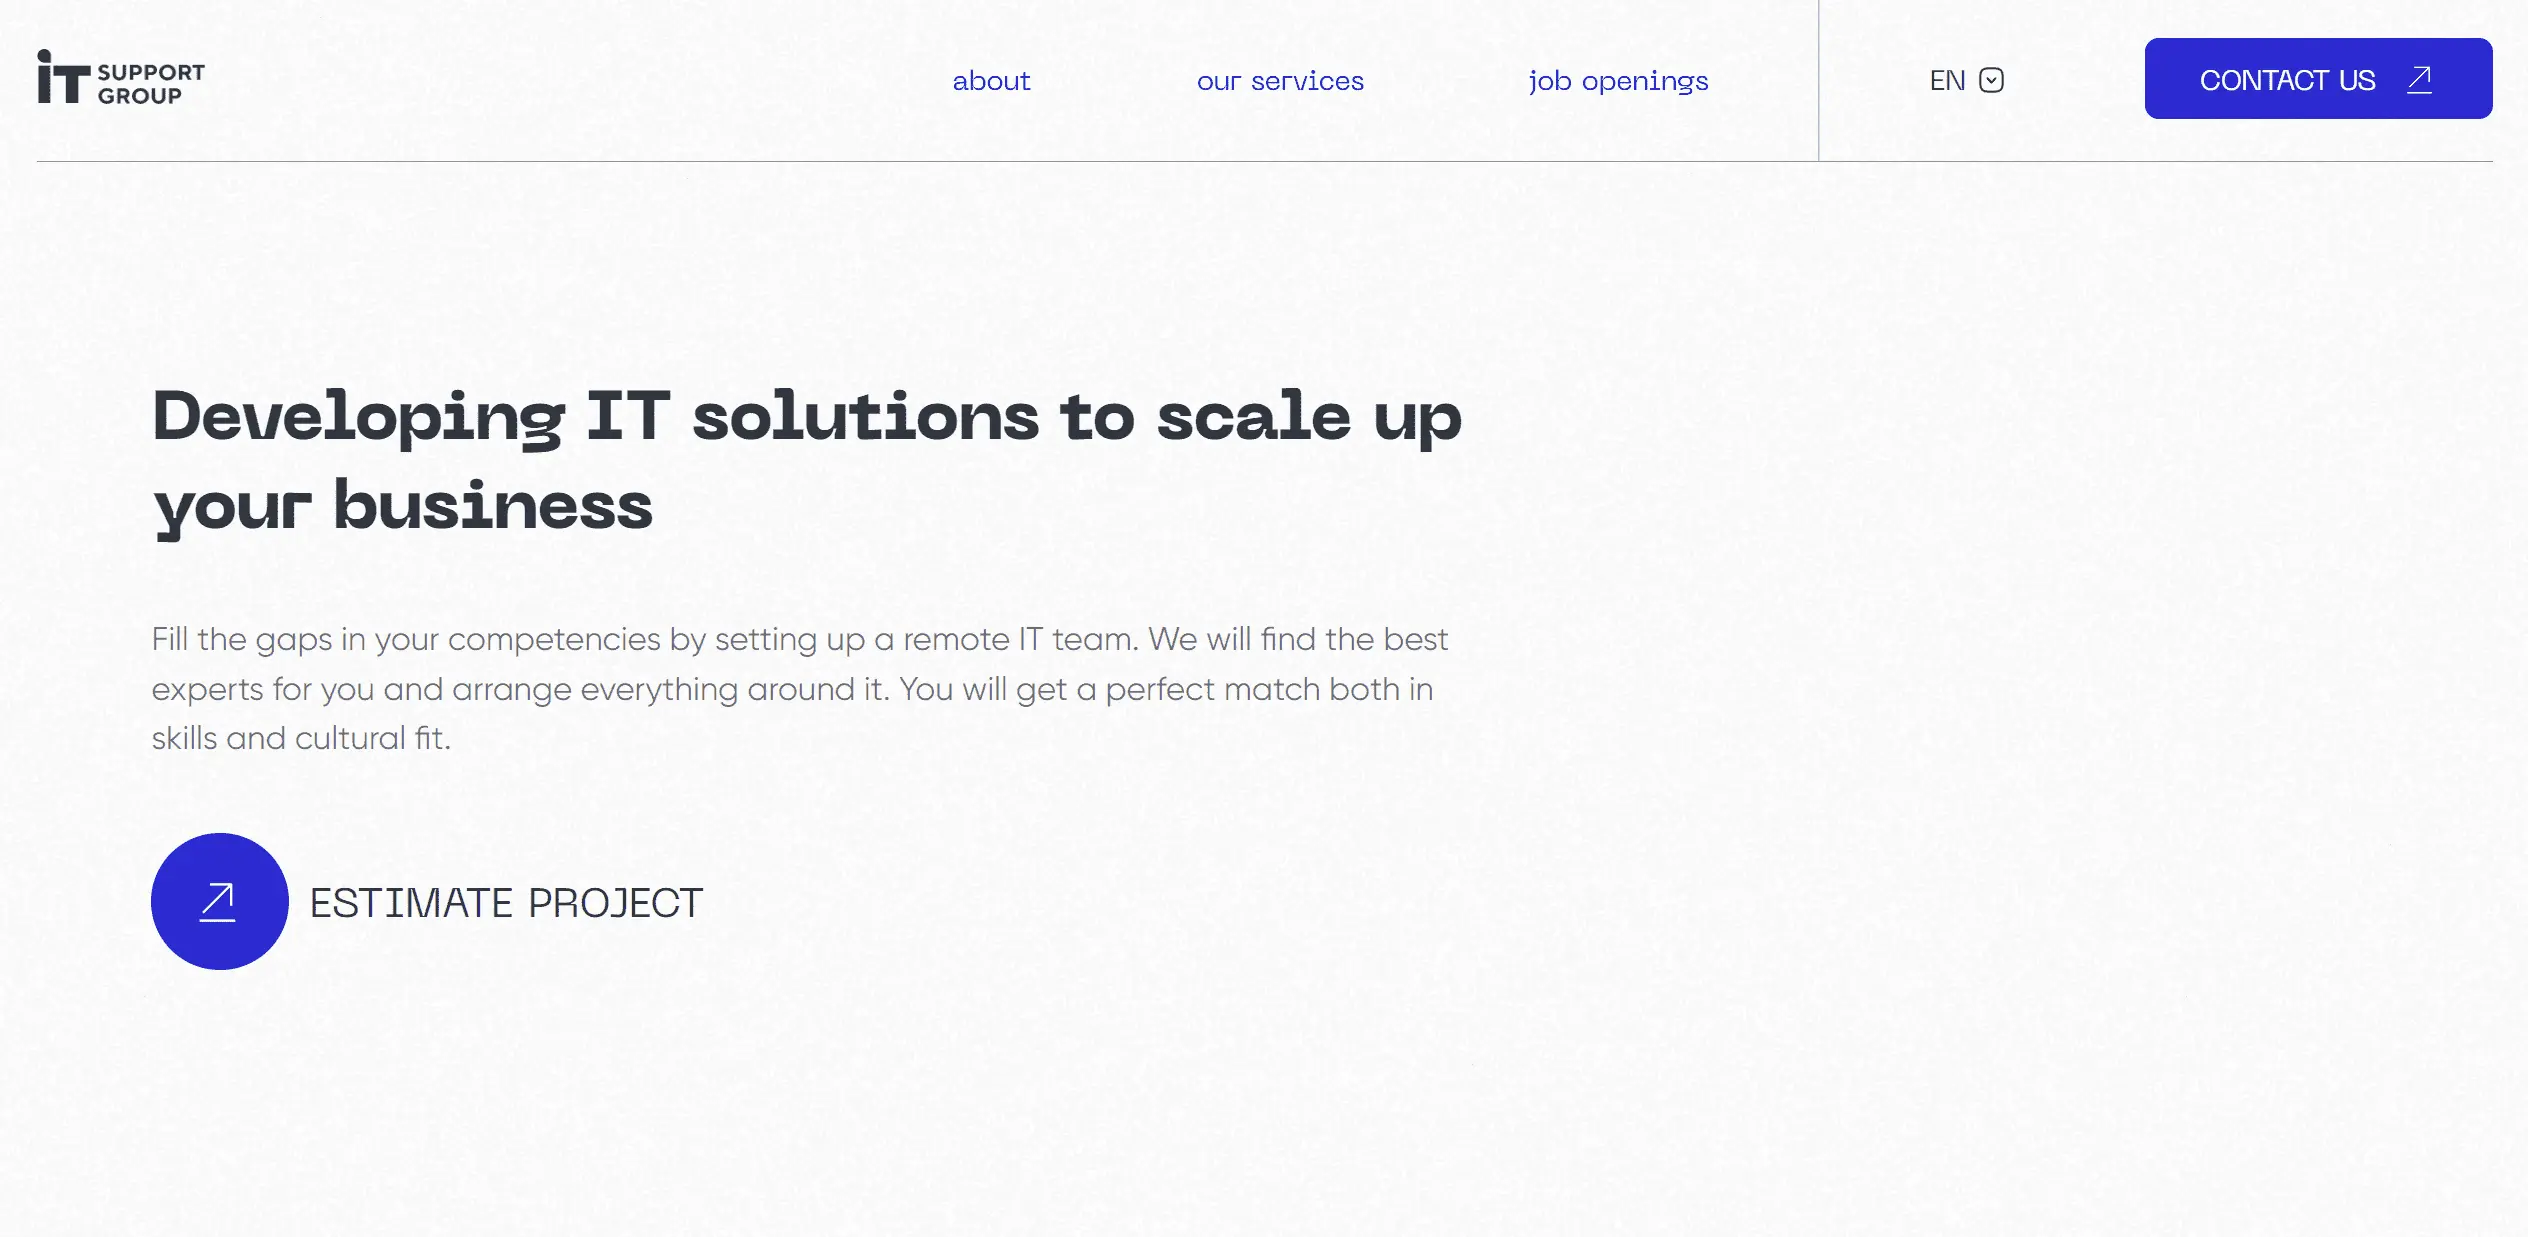 iT SUPPORT
GROUP
about
our services
job openings
EN
CONTACT US
Developing IT solutions to scale up
your business
Fill the gaps in your competencies by setting up a remote IT team. We will find the best
experts for you and arrange everything around it. You will get a perfect match both in
skills and cultural fit.
ESTIMATE PROJECT